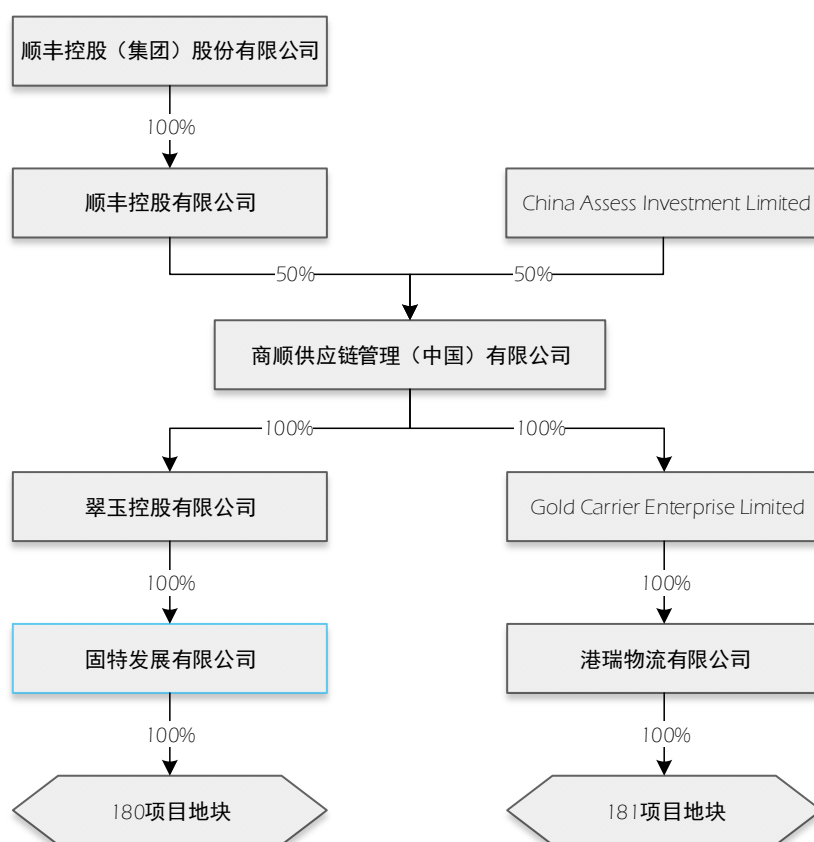 顺丰控股（集团）股份有限公司
100%
顺丰控股有限公司
China Assess Investment Limited
50%
50%
商顺供应链管理（中国）有限公司
100%
100%
翠玉控股有限公司
Gold Carrier Enterprise Limited
100%
100%
固特发展有限公司
港瑞物流有限公司
100%
100%
180项目地块
181项目地块